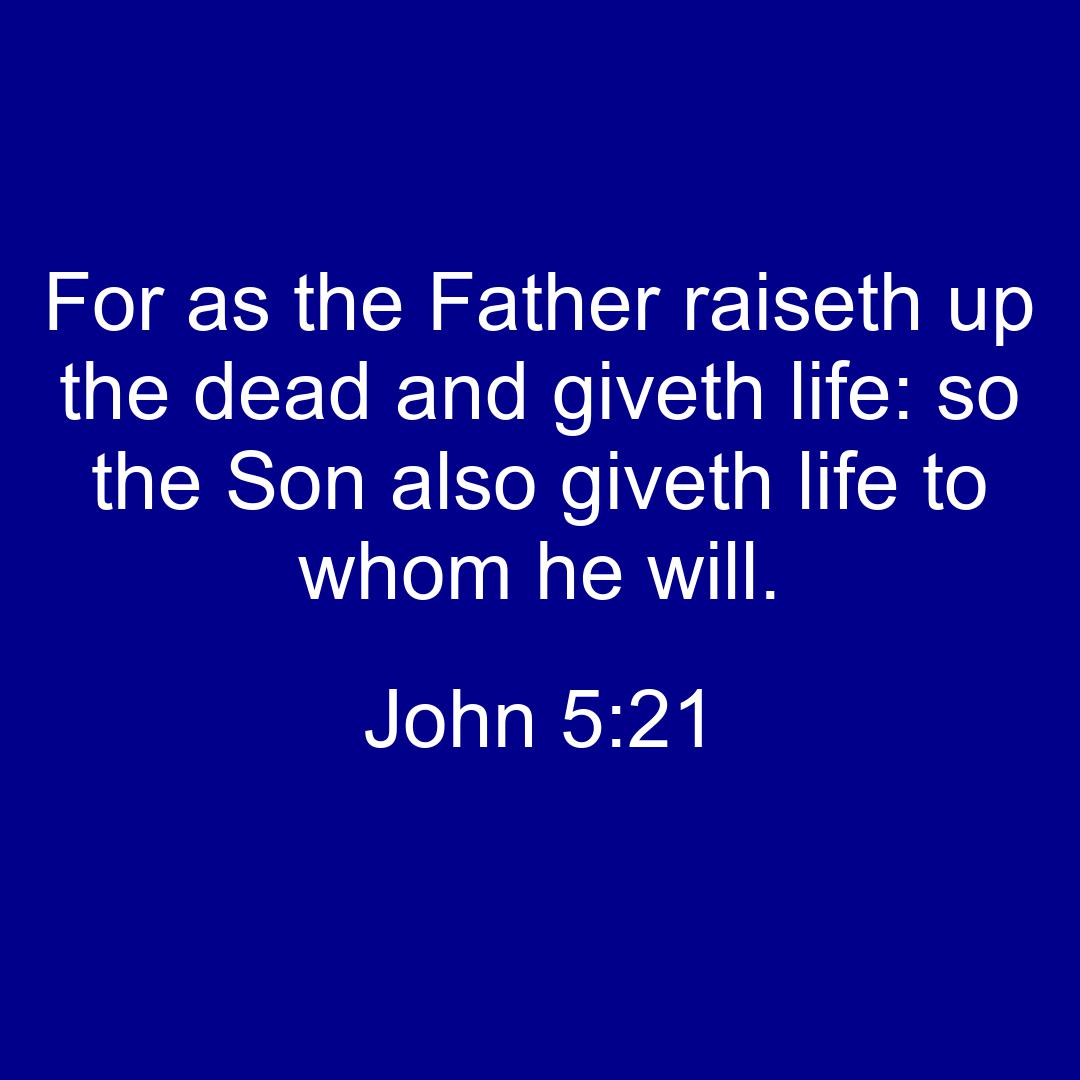 For as the Father raiseth up
the dead and giveth life: so
the Son also giveth life to
whom he will.
John 5:21